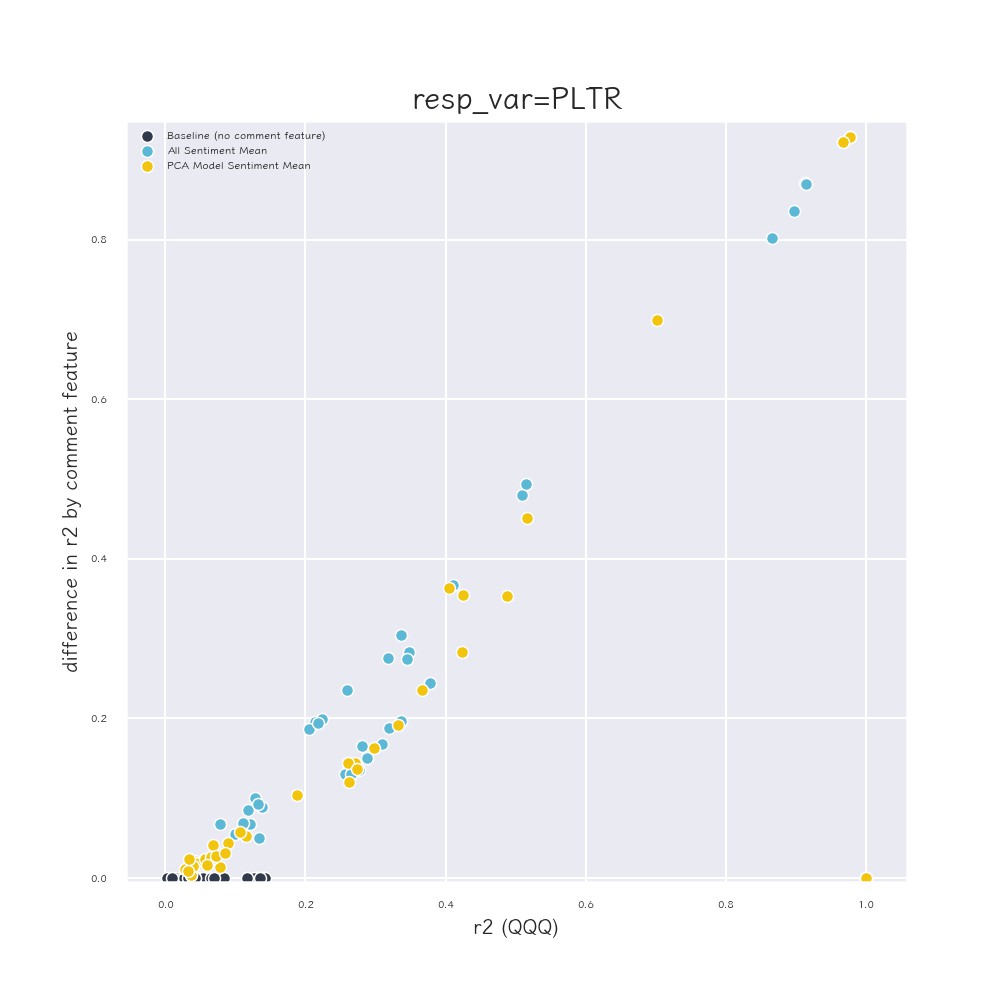 resp_var=PLTR
Baseline (no comment feature)
All Sentiment Mean
PCA Model Sentiment Mean
difference in r2 by comment feature
0.8
0.6
0.4
0.2
0.0
0.0 0.2 0.4 0.6 0.8 1.0
r2 (QQQ)